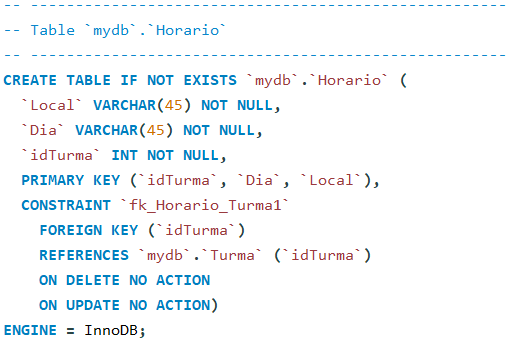 -- -----------------------------------------------------
-- Table `mydb`.`Horario`
-- -----------------------------------------------------
CREATE TABLE IF NOT EXISTS `mydb`.`Horario` (
  `Local` VARCHAR(45) NOT NULL,
  `Dia` VARCHAR(45) NOT NULL,
  `idTurma` INT NOT NULL,
  PRIMARY KEY (`idTurma`, `Dia`, `Local`),
  CONSTRAINT `fk_Horario_Turma1`
    FOREIGN KEY (`idTurma`)
    REFERENCES `mydb`.`Turma` (`idTurma`)
    ON DELETE NO ACTION
    ON UPDATE NO ACTION)
ENGINE = InnoDB;